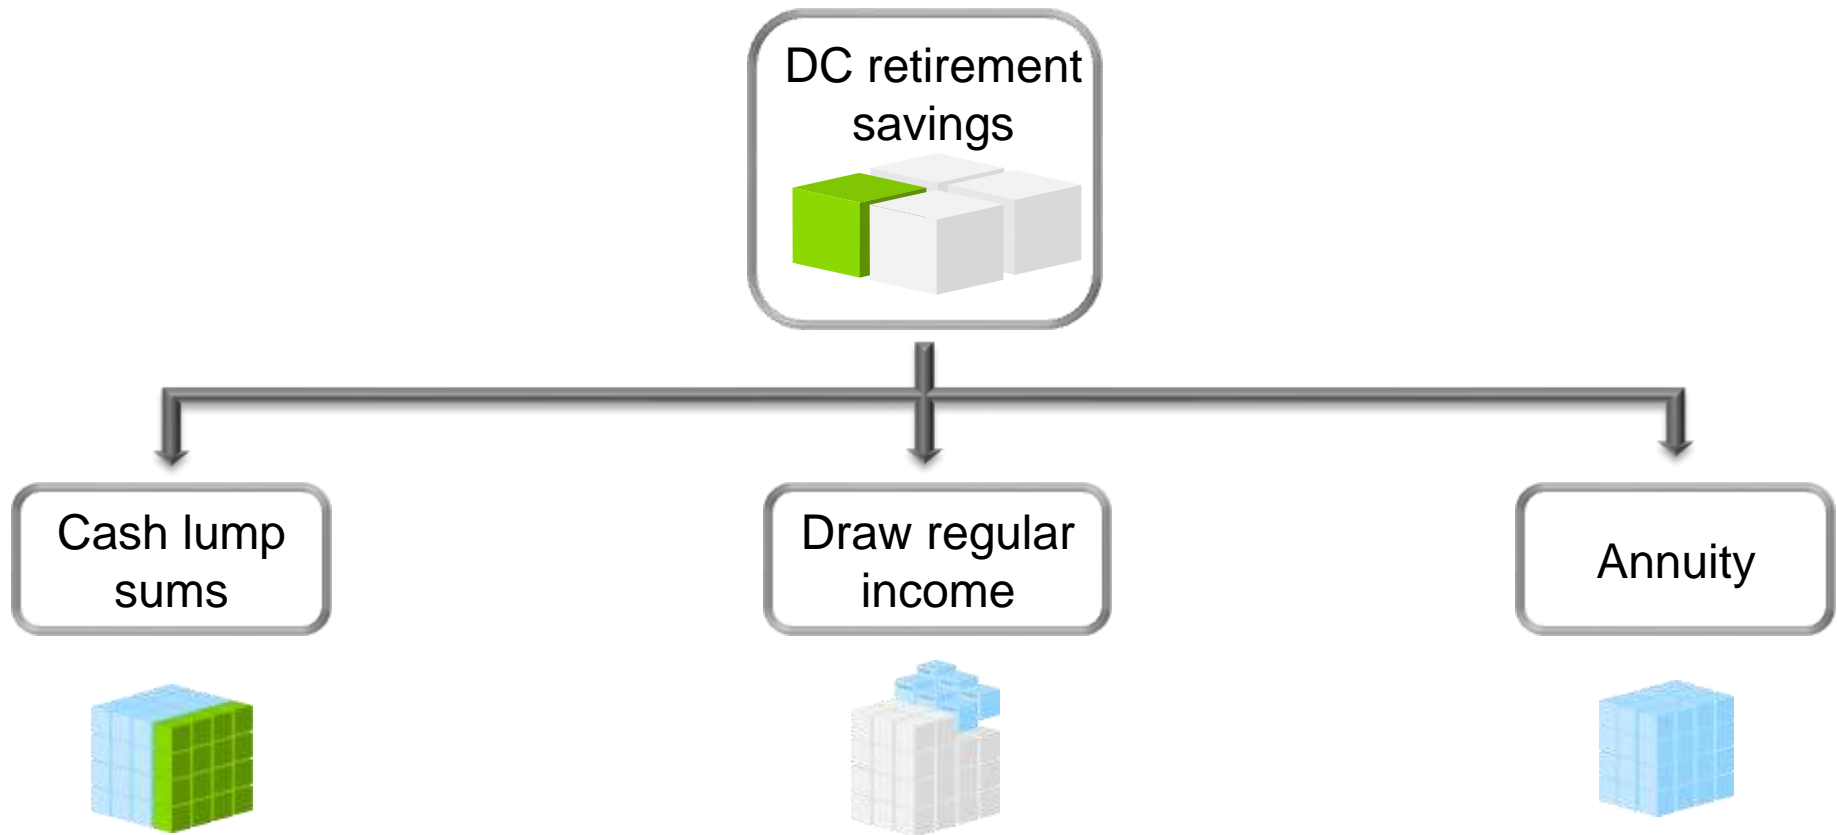 DC retirement
savings
Cash lump
sums
Draw regular
income
Annuity